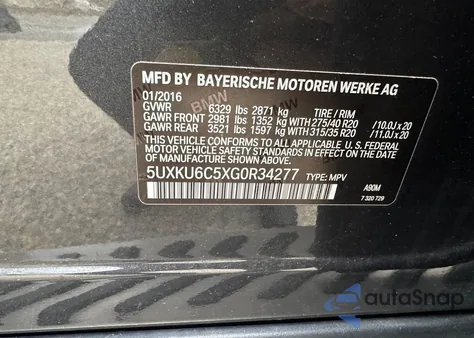 MFD BY BAYERISCHE MOTOREN WERKE AG
01/2016
GVWR 6329 lbs 2871 kg TIRE / RIM
GAWR FRONT 2981 lbs 1352 kg WITH 275/40 R20 /10.0J x 20
GAWR REAR 3521 lbs 1597 kg WITH 315/35 R20 /11.0J x 20
THIS VEHICLE CONFORMS TO ALL APPLICABLE U.S. FEDERAL
MOTOR VEHICLE SAFETY STANDARDS IN EFFECT ON THE
DATE OF MANUFACTURE SHOWN ABOVE.
5UXKU6C5XG0R34277 TYPE: MPV
A90M
7 320 729
autoSnap